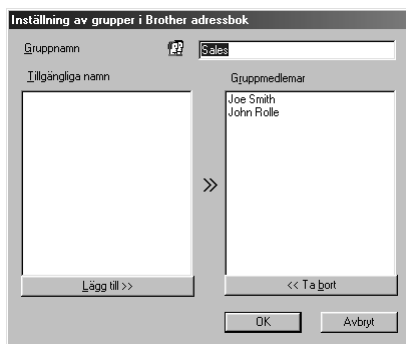 Inställning av grupper i Brother adressbok
Gruppnamn
Sales
Tillgängliga namn
Gruppmedlemar
Joe Smith
John Rolle
Lägg till >>
<< Ta bort
OK
Avbryt